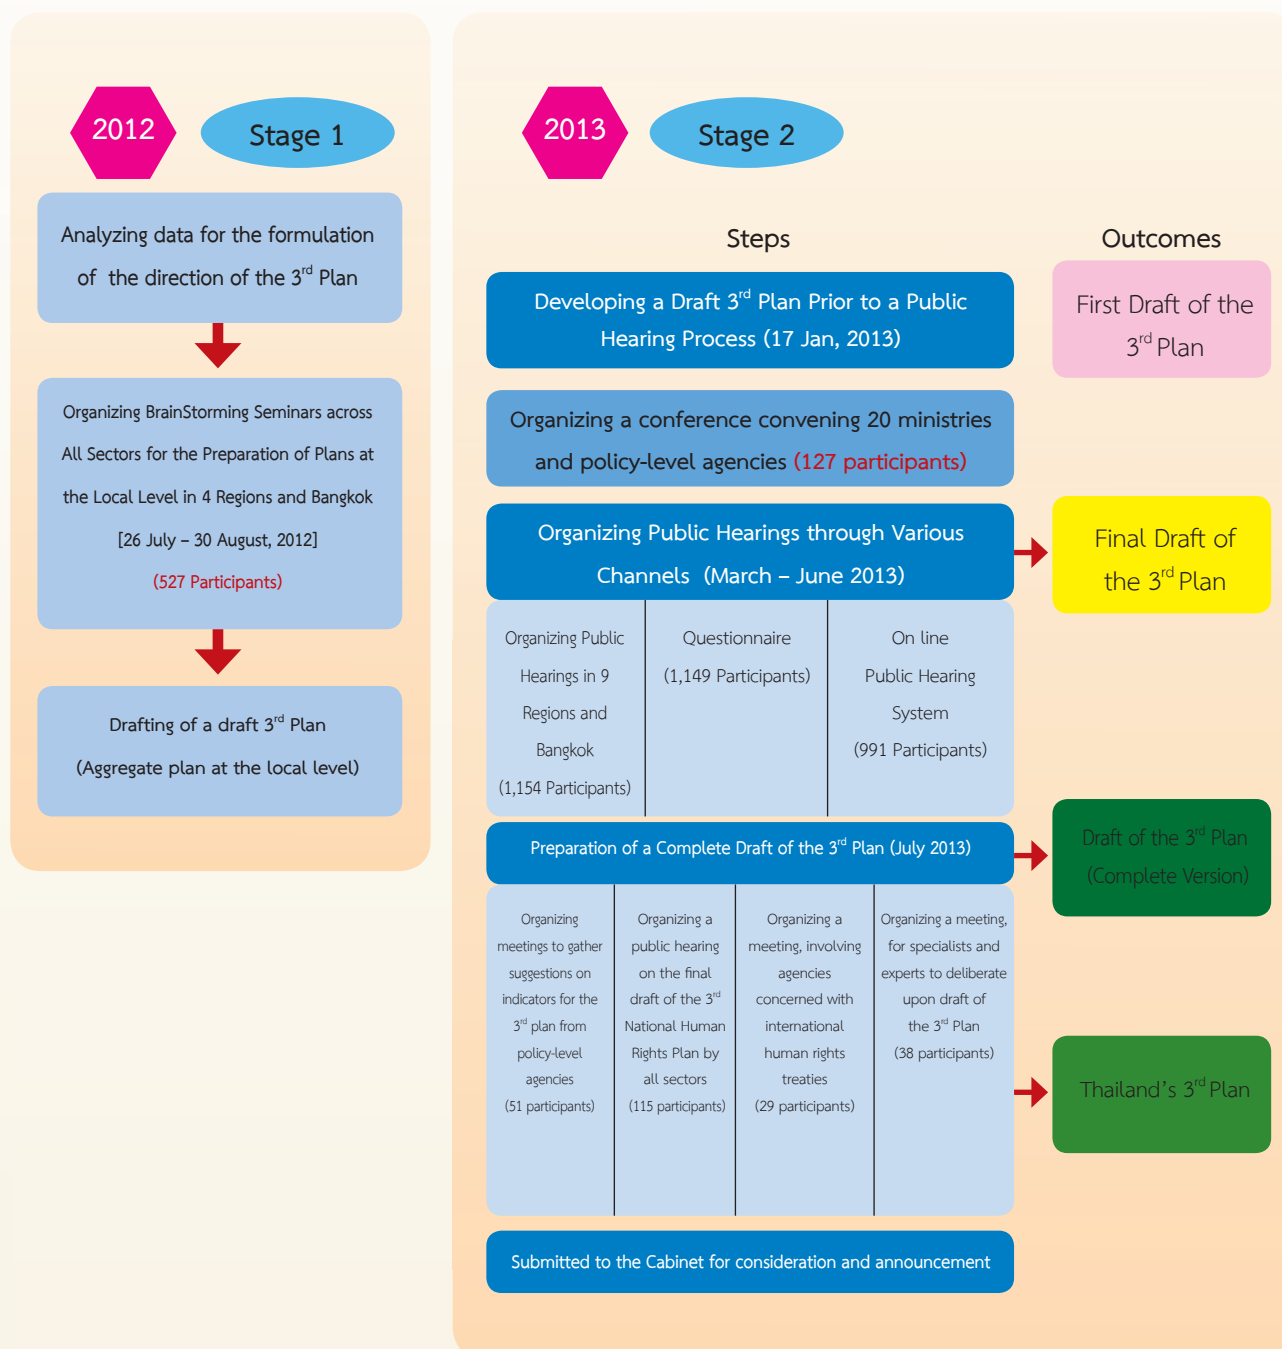 2012
Stage 1
Analyzing data for the formulation
of the direction of the 3rd Plan
Organizing BrainStorming Seminars across
All Sectors for the Preparation of Plans at
the Local Level in 4 Regions and Bangkok
[26 July – 30 August, 2012]
(527 Participants)
Drafting of a draft 3rd Plan
(Aggregate plan at the local level)
2013
Stage 2
Steps
Outcomes
Developing a Draft 3rd Plan Prior to a Public
Hearing Process (17 Jan, 2013)
First Draft of the
3rd Plan
Organizing a conference convening 20 ministries
and policy-level agencies (127 participants)
Organizing Public Hearings through Various
Channels (March – June 2013)
Final Draft of
the 3rd Plan
Organizing Public
Hearings in 9
Regions and
Bangkok
(1,154 Participants)
Questionnaire
(1,149 Participants)
On line
Public Hearing
System
(991 Participants)
Preparation of a Complete Draft of the 3rd Plan (July 2013)
Draft of the 3rd Plan
(Complete Version)
Organizing
meetings to gather
suggestions on
indicators for the
3rd plan from
policy-level
agencies
(51 participants)
Organizing a
public hearing
on the final
draft of the 3rd
National Human
Rights Plan by
all sectors
(115 participants)
Organizing a
meeting, involving
agencies
concerned with
international
human rights
treaties
(29 participants)
Organizing a meeting,
for specialists and
experts to deliberate
upon draft of
the 3rd Plan
(38 participants)
Thailand's 3rd Plan
Submitted to the Cabinet for consideration and announcement